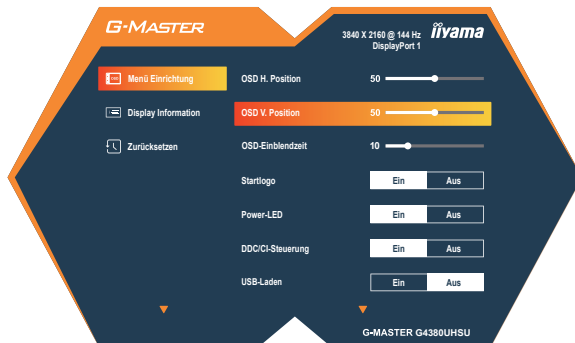 G-MASTER
3840 X 2160 @ 144 Hz
DisplayPort 1
iiyama
Menü Einrichtung
Display Information
Zurücksetzen
OSD H. Position 50
OSD V. Position 50
OSD-Einblendzeit 10
Startlogo Ein Aus
Power-LED Ein Aus
DDC/CI-Steuerung Ein Aus
USB-Laden Ein Aus
G-MASTER G4380UHSU